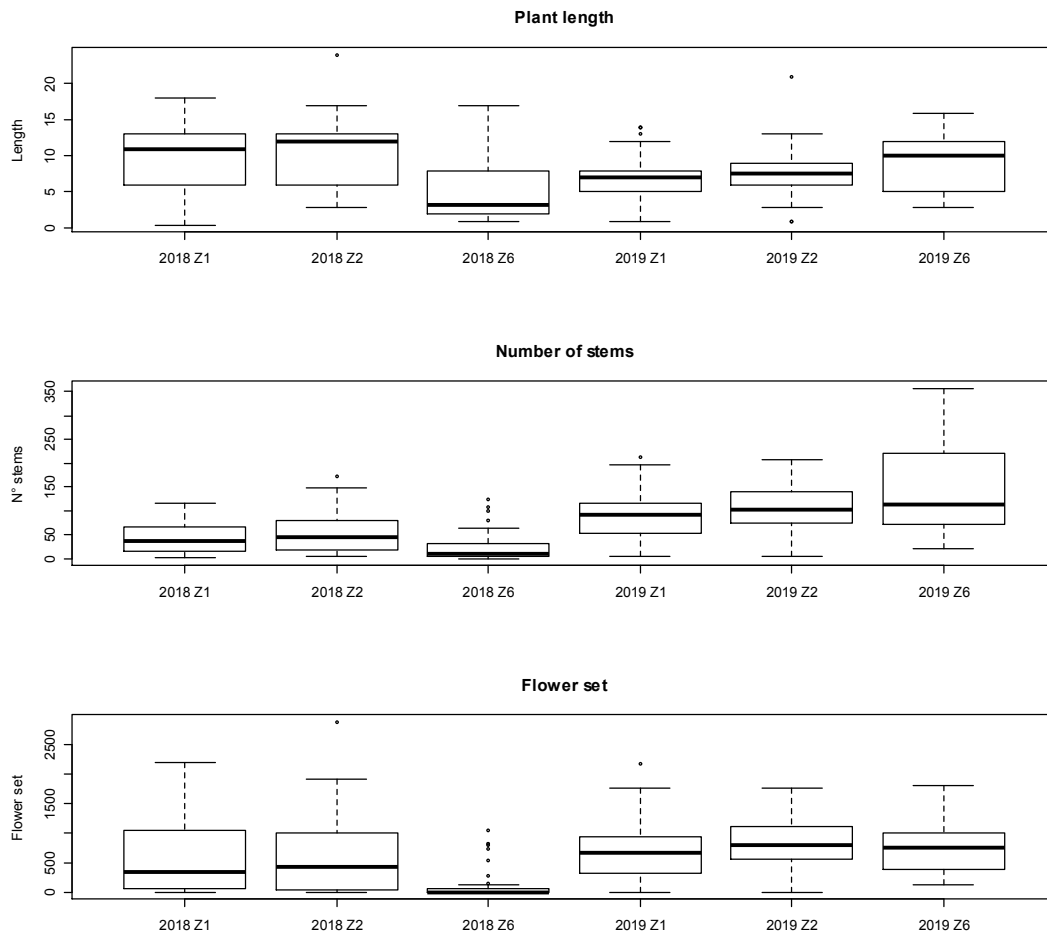 Plant length
Length
20
15
10
5
0
2018 Z1 2018 Z2 2018 Z6 2019 Z1 2019 Z2 2019 Z6
Number of stems
N° stems
350
250
150
50
0
2018 Z1 2018 Z2 2018 Z6 2019 Z1 2019 Z2 2019 Z6
Flower set
Flower set
2500
1500
500
0
2018 Z1 2018 Z2 2018 Z6 2019 Z1 2019 Z2 2019 Z6